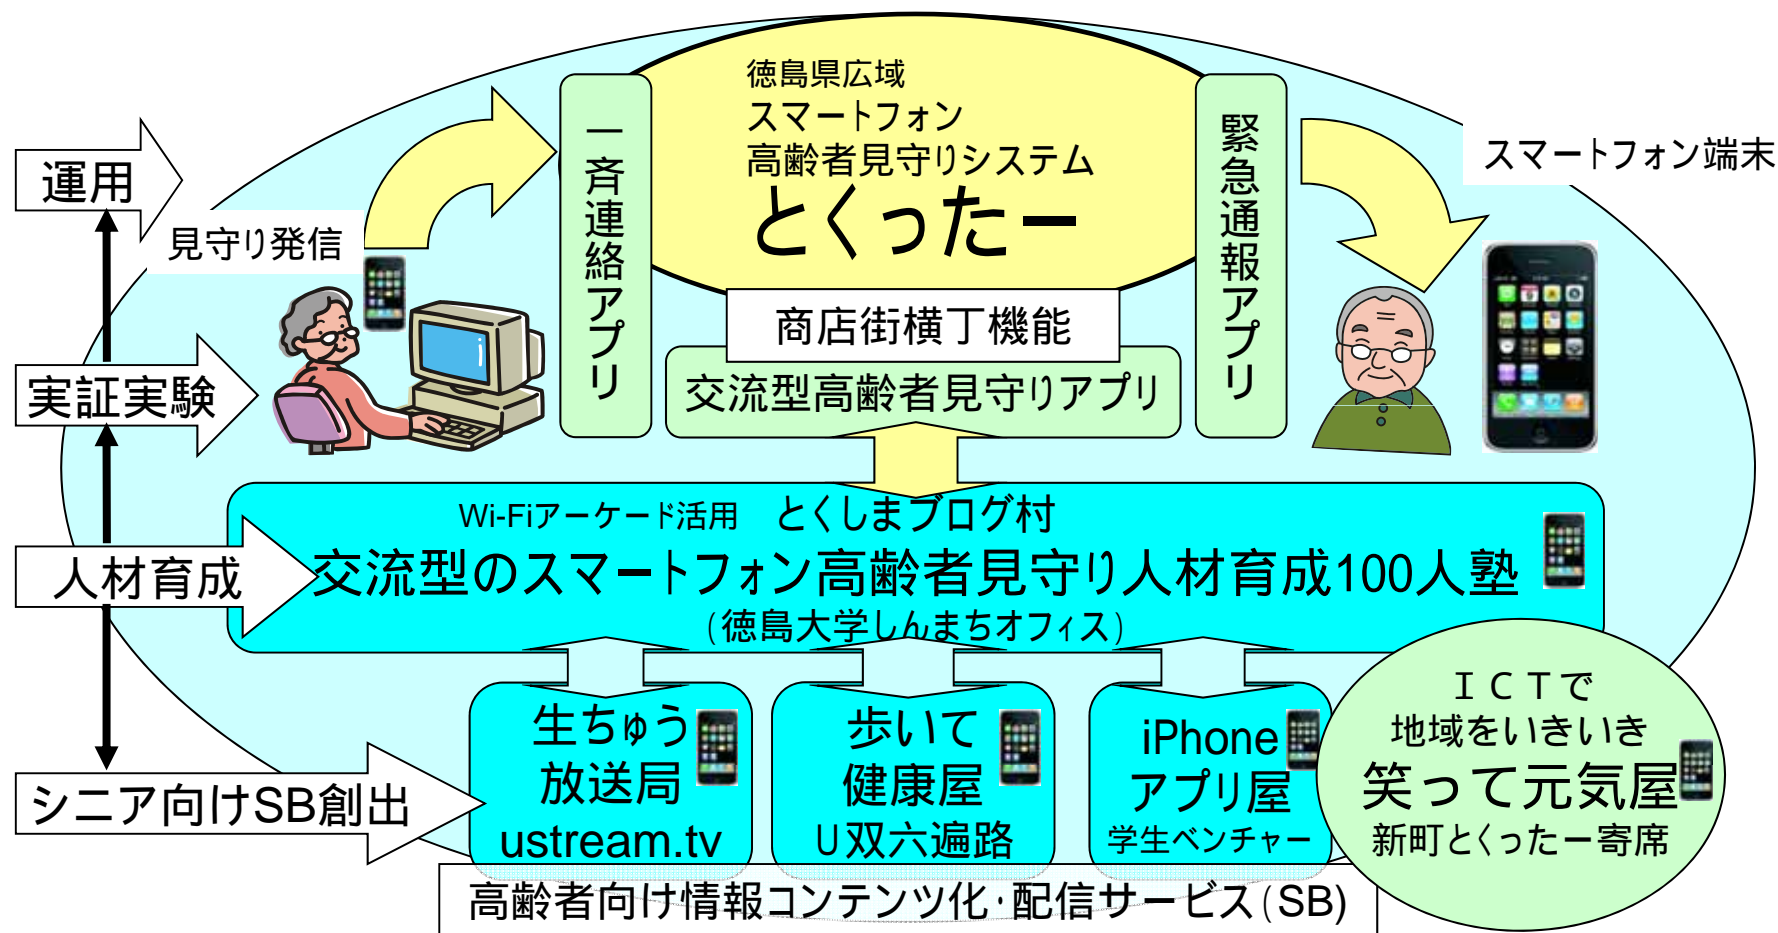 徳島県広域
スマートフォン
高齢者見守りシステム
とくったー
一斉連絡アプリ
緊急通報アプリ
スマートフォン端末
運用
見守り発信
商店街横丁機能
交流型高齢者見守りアプリ
実証実験
Wi-Fiアーケード活用 とくしまブログ村
人材育成
交流型のスマートフォン高齢者見守り人材育成100人塾
(徳島大学しんまちオフィス)
シニア向けSB創出
生ちゅう
放送局
ustream.tv
歩いて
健康屋
U双六遍路
iPhone
アプリ屋
学生ベンチャー
ICTで
地域をいきいき
笑って元気屋
新町とくったー寄席
高齢者向け情報コンテンツ化・配信サービス(SB)